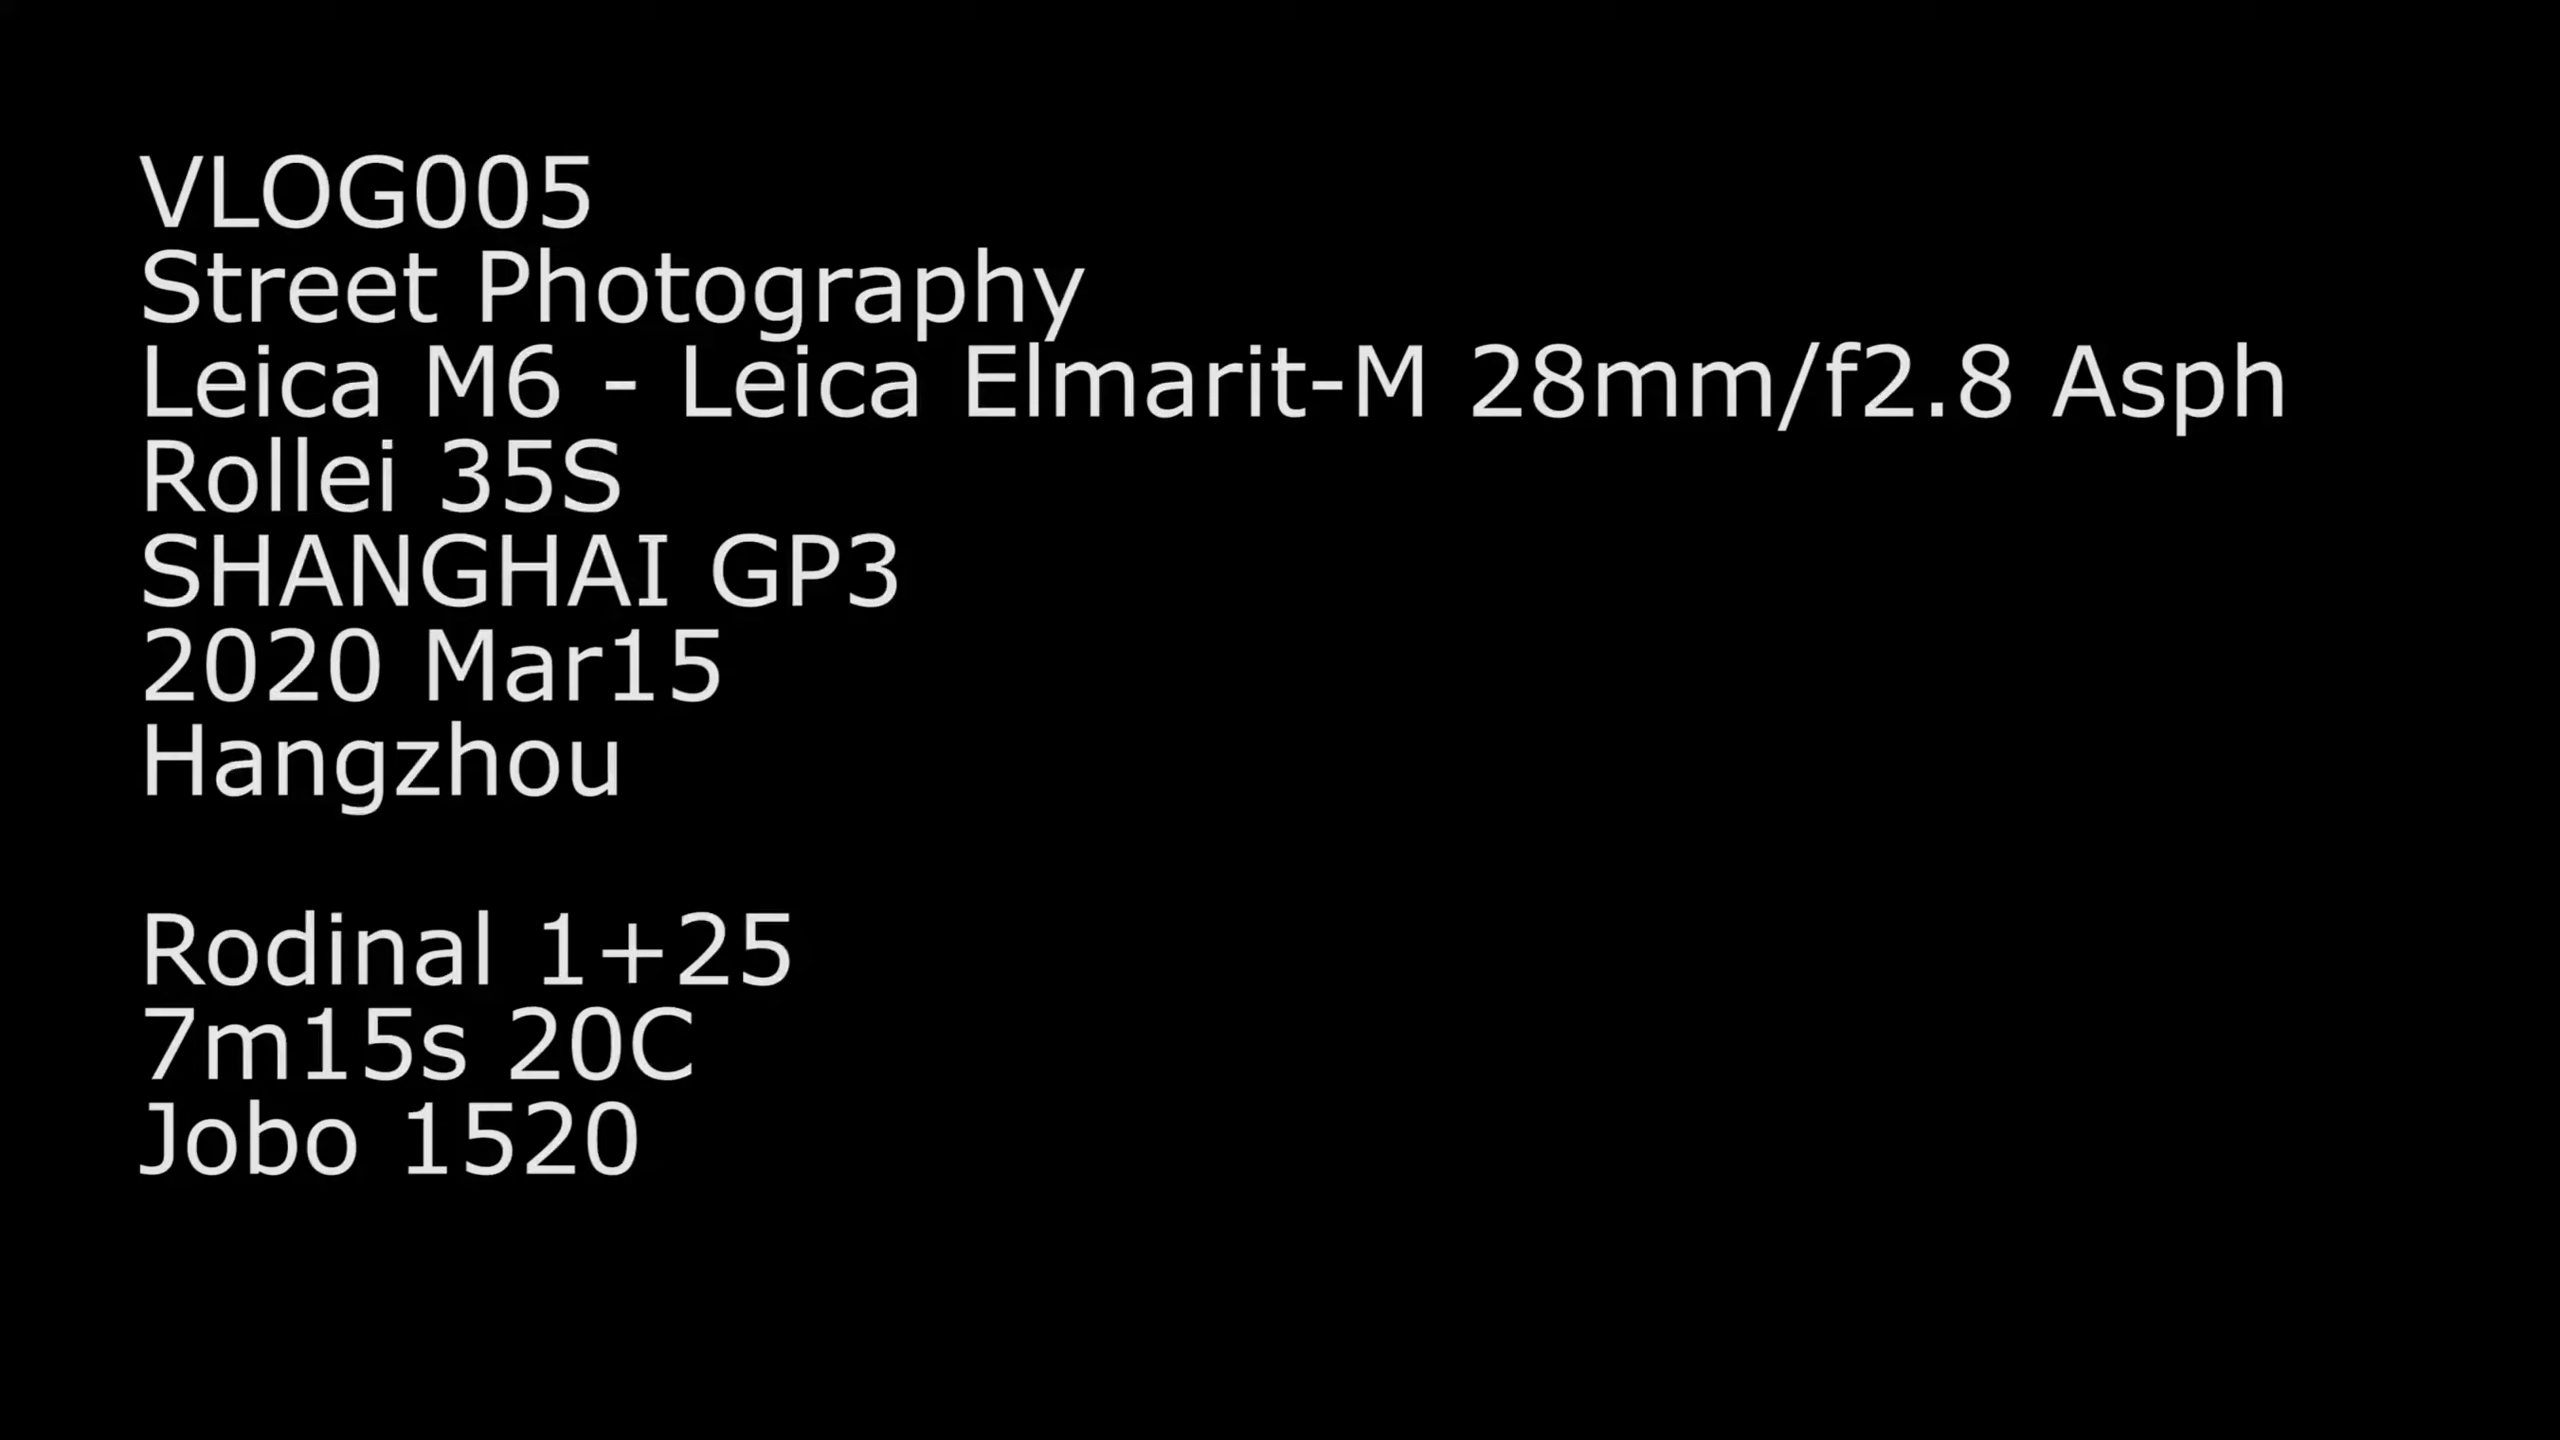 VLOG005
Street Photography
Leica M6 - Leica Elmarit-M 28mm/f2.8 Asph
Rollei 35S
SHANGHAI GP3
2020 Mar15
Hangzhou
Rodinal 1+25
7m15s 20C
Jobo 1520